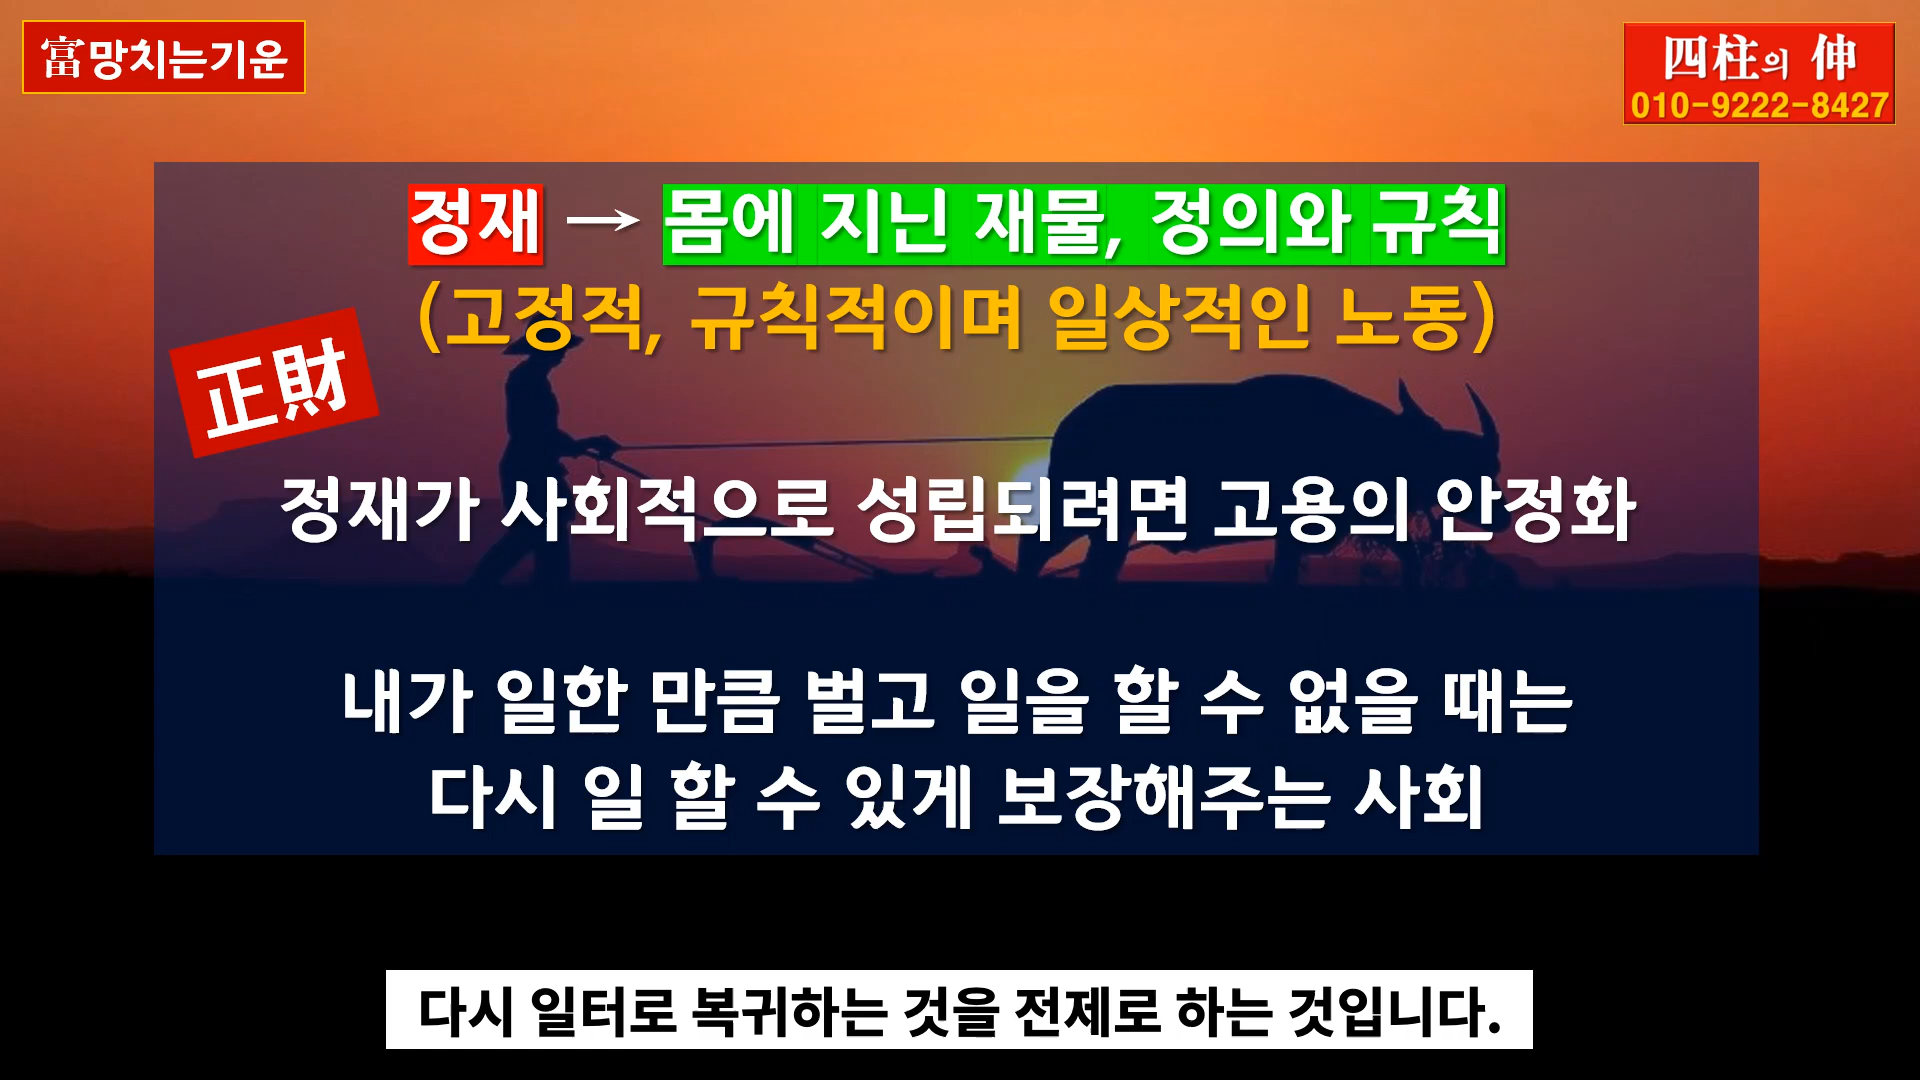 富망치는기운
四柱의 伸
010-9222-8427
정재 → 몸에 지닌 재물, 정의와 규칙
(고정적, 규칙적이며 일상적인 노동)
正財
정재가 사회적으로 성립되려면 고용의 안정화
내가 일한 만큼 벌고 일을 할 수 없을 때는
다시 일 할 수 있게 보장해주는 사회
다시 일터로 복귀하는 것을 전제로 하는 것입니다.